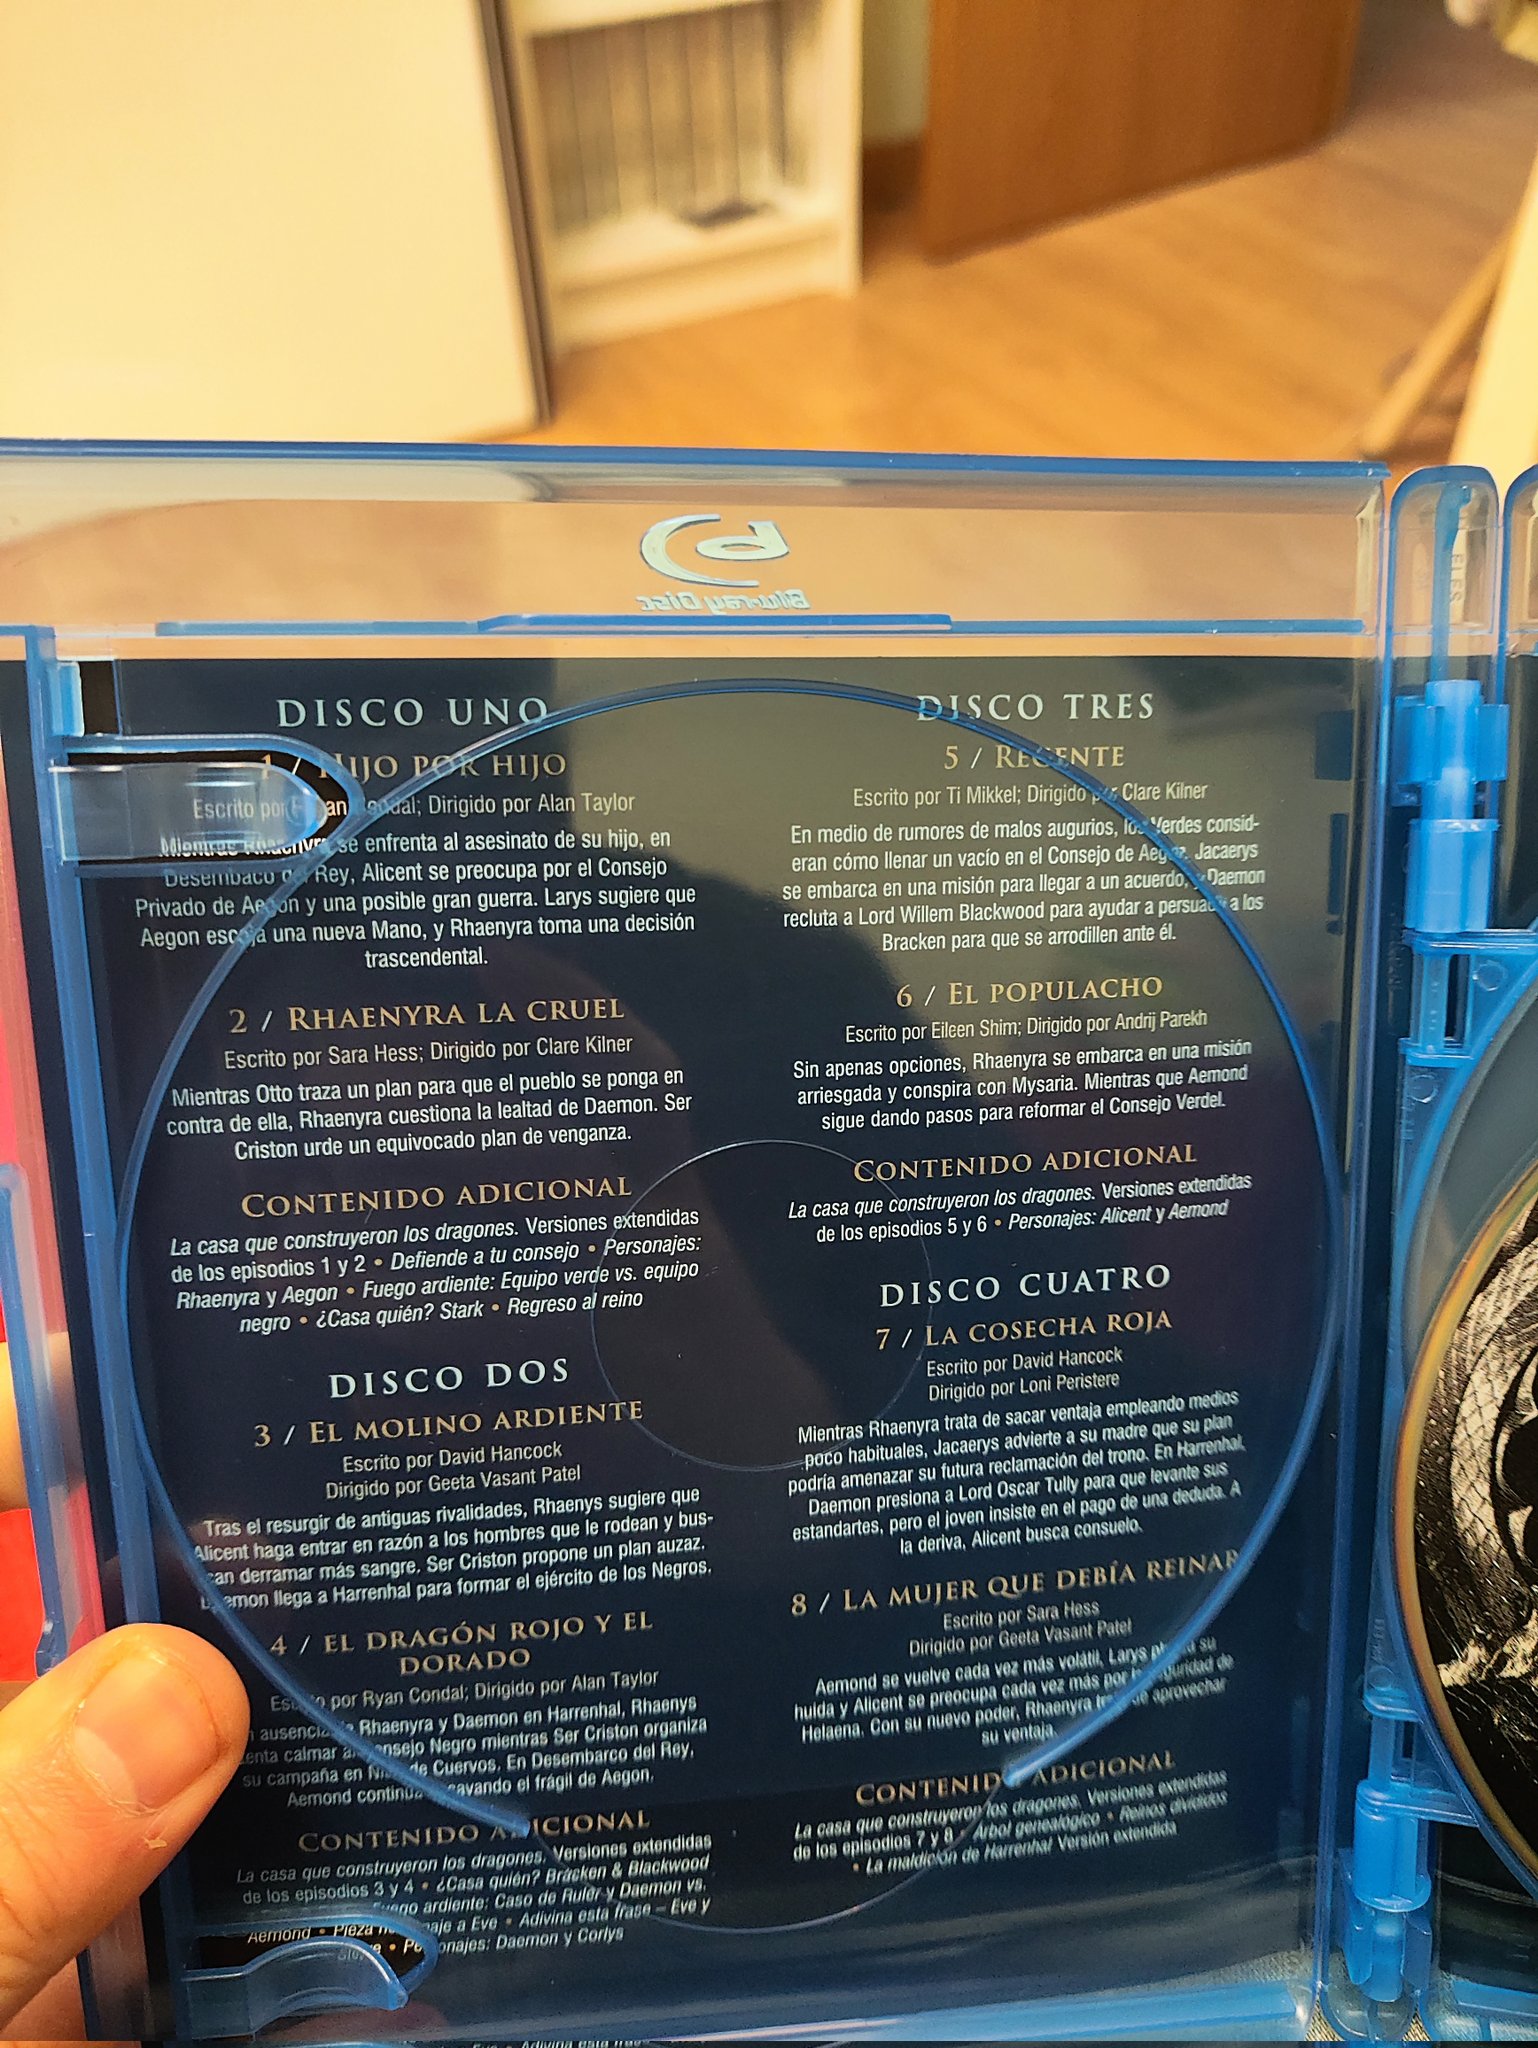 Blu-ray Disc
DISCO UNO
1 / HIJO POR HIJO
Escrito por Dirigido por Alan Taylor
Mientras Rhaenyra se enfrenta al asesinato de su hijo, en
Rey, Alicent se preocupa por el Consejo
Privado de Aegon y una posible gran guerra. Larys sugiere que
Aegon escoja una nueva Mano, y Rhaenyra toma una decisión
trascendental.
2 / RHAENYRA LA CRUEL
Escrito por Sara Hess; Dirigido por Clare Kilner
Mientras Otto traza un plan para que el pueblo se ponga en
contra de ella, Rhaenyra cuestiona la lealtad de Daemon. Ser
Criston urde un equivocado plan de venganza.
CONTENIDO ADICIONAL
La casa que construyeron los dragones. Versiones extendidas
de los episodios 1 y 2 • Defiende a tu consejo • Personajes:
Rhaenyra y Aegon • Fuego ardiente: Equipo verde vs. equipo
negro • ¿Casa quién? Stark • Regreso al reino
DISCO DOS
3 / EL MOLINO ARDIENTE
Escrito por David Hancock
Dirigido por Geeta Vasant Patel
Tras el resurgir de antiguas rivalidades, Rhaenys sugiere que
Alicent haga entrar en razón a los hombres que le rodean y bus-
can derramar más sangre. Ser Criston propone un plan auzaz.
Daemon llega a Harrenhal para formar el ejército de los Negros.
4 / EL DRAGÓN ROJO Y EL
DORADO
Escrito por Ryan Condal; Dirigido por Alan Taylor
ausencia Rhaenyra y Daemon en Harrenhal, Rhaenys
calmar Consejo Negro mientras Ser Criston organiza
su campaña en de Cuervos. En Desembarco del Rey,
Aemond el frágil de Aegon.
CONTENIDO ADICIONAL
La casa que construyeron los dragones. Versiones extendidas
de los episodios 3 y 4 • ¿Casa quién? Bracken & Blackwood
Fuego ardiente: Caso de Ruler y Daemon vs.
Aemond • Pieza a Eve • Adivina esta frase – Eve y
• Personajes: Daemon y Corlys
DISCO TRES
5 / REGENTE
Escrito por Ti Mikkel; Dirigido por Clare Kilner
En medio de rumores de malos augurios, los Verdes consid-
eran cómo llenar un vacío en el Consejo de Aegon. Jacaerys
se embarca en una misión para llegar a un acuerdo, y Daemon
recluta a Lord Willem Blackwood para ayudar a persuadir a los
Bracken para que se arrodillen ante él.
6 / EL POPULACHO
Escrito por Eileen Shim; Dirigido por Andrij Parekh
Sin apenas opciones, Rhaenyra se embarca en una misión
arriesgada y conspira con Mysaria. Mientras que Aemond
sigue dando pasos para reformar el Consejo Verdel.
CONTENIDO ADICIONAL
La casa que construyeron los dragones. Versiones extendidas
de los episodios 5 y 6 • Personajes: Alicent y Aemond
DISCO CUATRO
7 / LA COSECHA ROJA
Escrito por David Hancock
Dirigido por Loni Peristere
Mientras Rhaenyra trata de sacar ventaja empleando medios
poco habituales, Jacaerys advierte a su madre que su plan
podría amenazar su futura reclamación del trono. En Harrenhal,
Daemon presiona a Lord Oscar Tully para que levante sus
estandartes, pero el joven insiste en el pago de una deduda. A
la deriva, Alicent busca consuelo.
8 / LA MUJER QUE DEBÍA REINAR
Escrito por Sara Hess
Dirigido por Geeta Vasant Patel
Aemond se vuelve cada vez más volátil, Larys su
huida y Alicent se preocupa cada vez más por la seguridad de
Helaena. Con su nuevo poder, Rhaenyra de aprovechar
su ventaja.
CONTENIDO ADICIONAL
La casa que construyeron los dragones. Versiones extendidas
de los episodios 7 y 8 • Árbol genealógico • Reinos divididos
• La maldición de Harrenhal Versión extendida